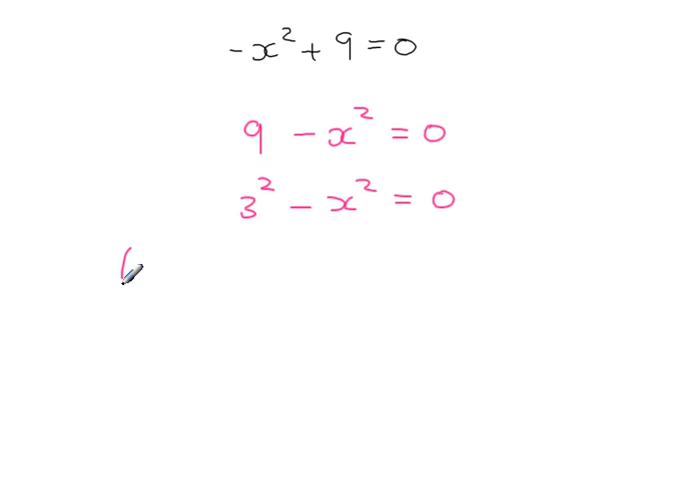 -x² + 9 = 0
9 - x² = 0
3² - x² = 0
(